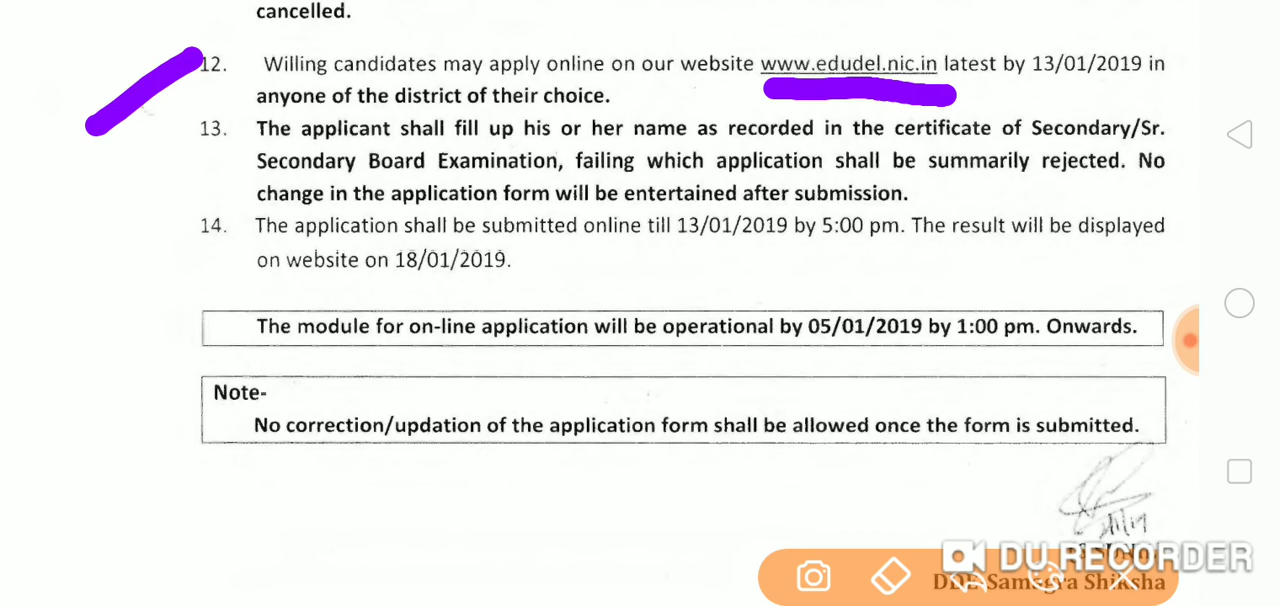 cancelled.
12. Willing candidates may apply online on our website www.edudel.nic.in latest by 13/01/2019 in
anyone of the district of their choice.
13. The applicant shall fill up his or her name as recorded in the certificate of Secondary/Sr.
Secondary Board Examination, failing which application shall be summarily rejected. No
change in the application form will be entertained after submission.
14. The application shall be submitted online till 13/01/2019 by 5:00 pm. The result will be displayed
on website on 18/01/2019.
The module for on-line application will be operational by 05/01/2019 by 1:00 pm. Onwards.
Note-
No correction/updation of the application form shall be allowed once the form is submitted.
DU RECORDER
DDE Samagra Shiksha